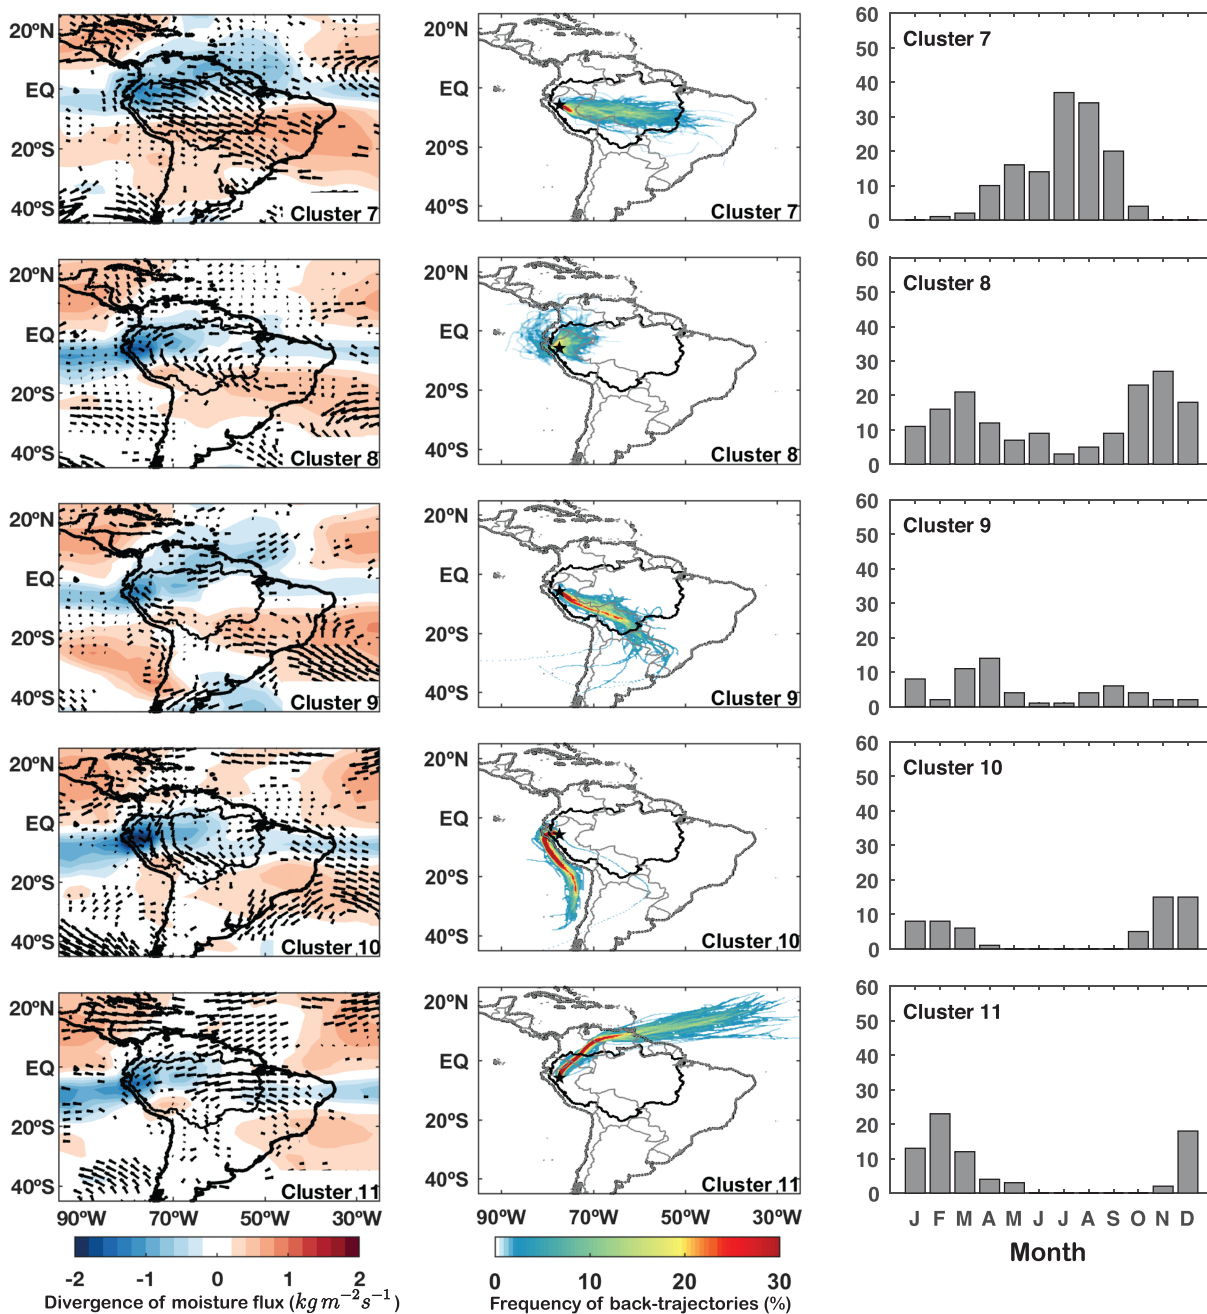 20ºN
EQ
20ºS
40ºS
Cluster 7
20ºN
EQ
20ºS
40ºS
Cluster 7
60
50
40
30
20
10
0
Cluster 7
20ºN
EQ
20ºS
40ºS
Cluster 8
20ºN
EQ
20ºS
40ºS
Cluster 8
60
50
40
30
20
10
0
Cluster 8
20ºN
EQ
20ºS
40ºS
Cluster 9
20ºN
EQ
20ºS
40ºS
Cluster 9
60
50
40
30
20
10
0
Cluster 9
20ºN
EQ
20ºS
40ºS
Cluster 10
20ºN
EQ
20ºS
40ºS
Cluster 10
60
50
40
30
20
10
0
Cluster 10
20ºN
EQ
20ºS
40ºS
Cluster 11
90ºW 70ºW 50ºW 30ºW
20ºN
EQ
20ºS
40ºS
Cluster 11
90ºW 70ºW 50ºW 30ºW
60
50
40
30
20
10
0
Cluster 11
J F M A M J J A S O N D
Month
-2 -1 0 1 2
Divergence of moisture flux (kg m−2s−1)
0 10 20 30
Frequency of back-trajectories (%)